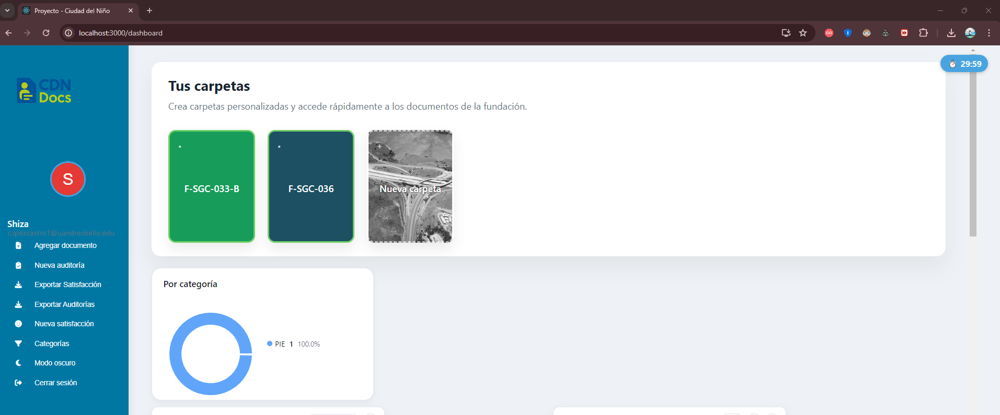 Proyecto - Ciudad del Niño
localhost:3000/dashboard
CDN
Docs
S
Shiza
c.lpezcastro1@uandresbello.edu
Agregar documento
Nueva auditoría
Exportar Satisfacción
Exportar Auditorías
Nueva satisfacción
Categorías
Modo oscuro
Cerrar sesión
29:59
Tus carpetas
Crea carpetas personalizadas y accede rápidamente a los documentos de la fundación.
F-SGC-033-B
F-SGC-036
+
Nueva carpeta
Por categoría
PIE 1 100.0%